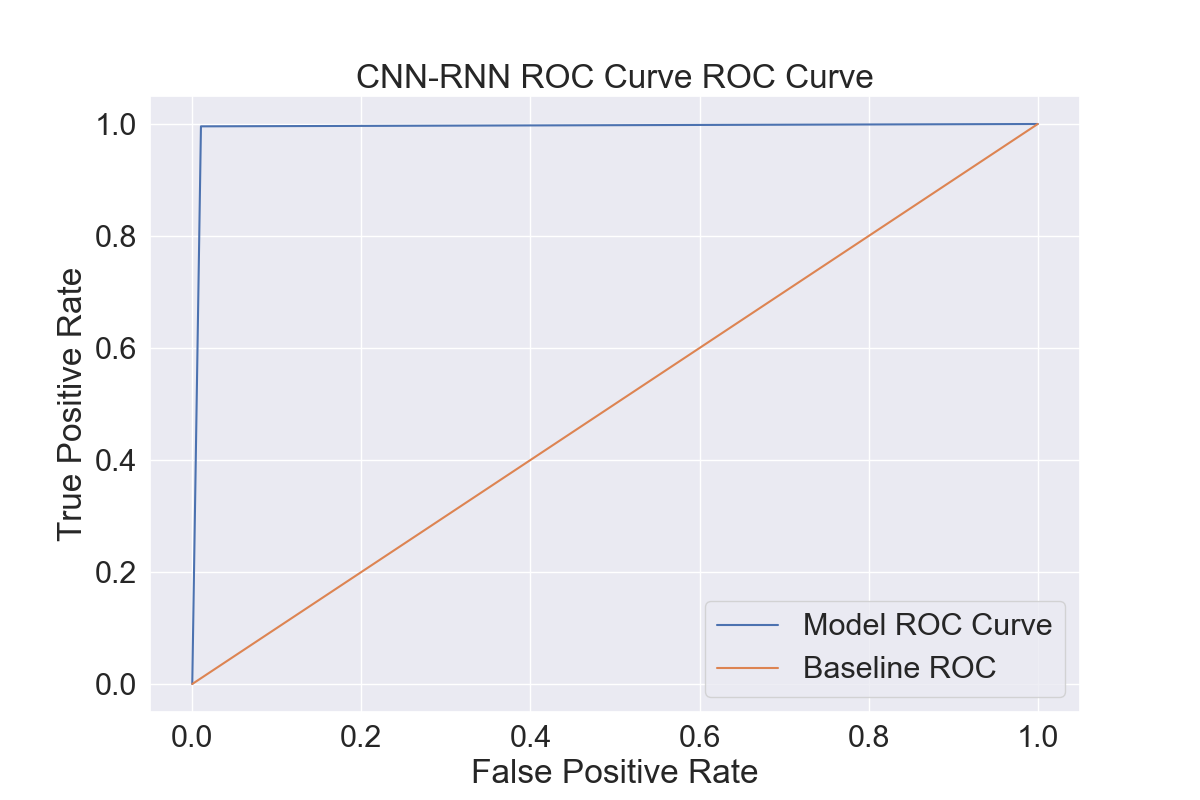 CNN-RNN ROC Curve ROC Curve
1.0
0.8
0.6
0.4
0.2
0.0
True Positive Rate
Model ROC Curve
Baseline ROC
0.0 0.2 0.4 0.6 0.8 1.0
False Positive Rate